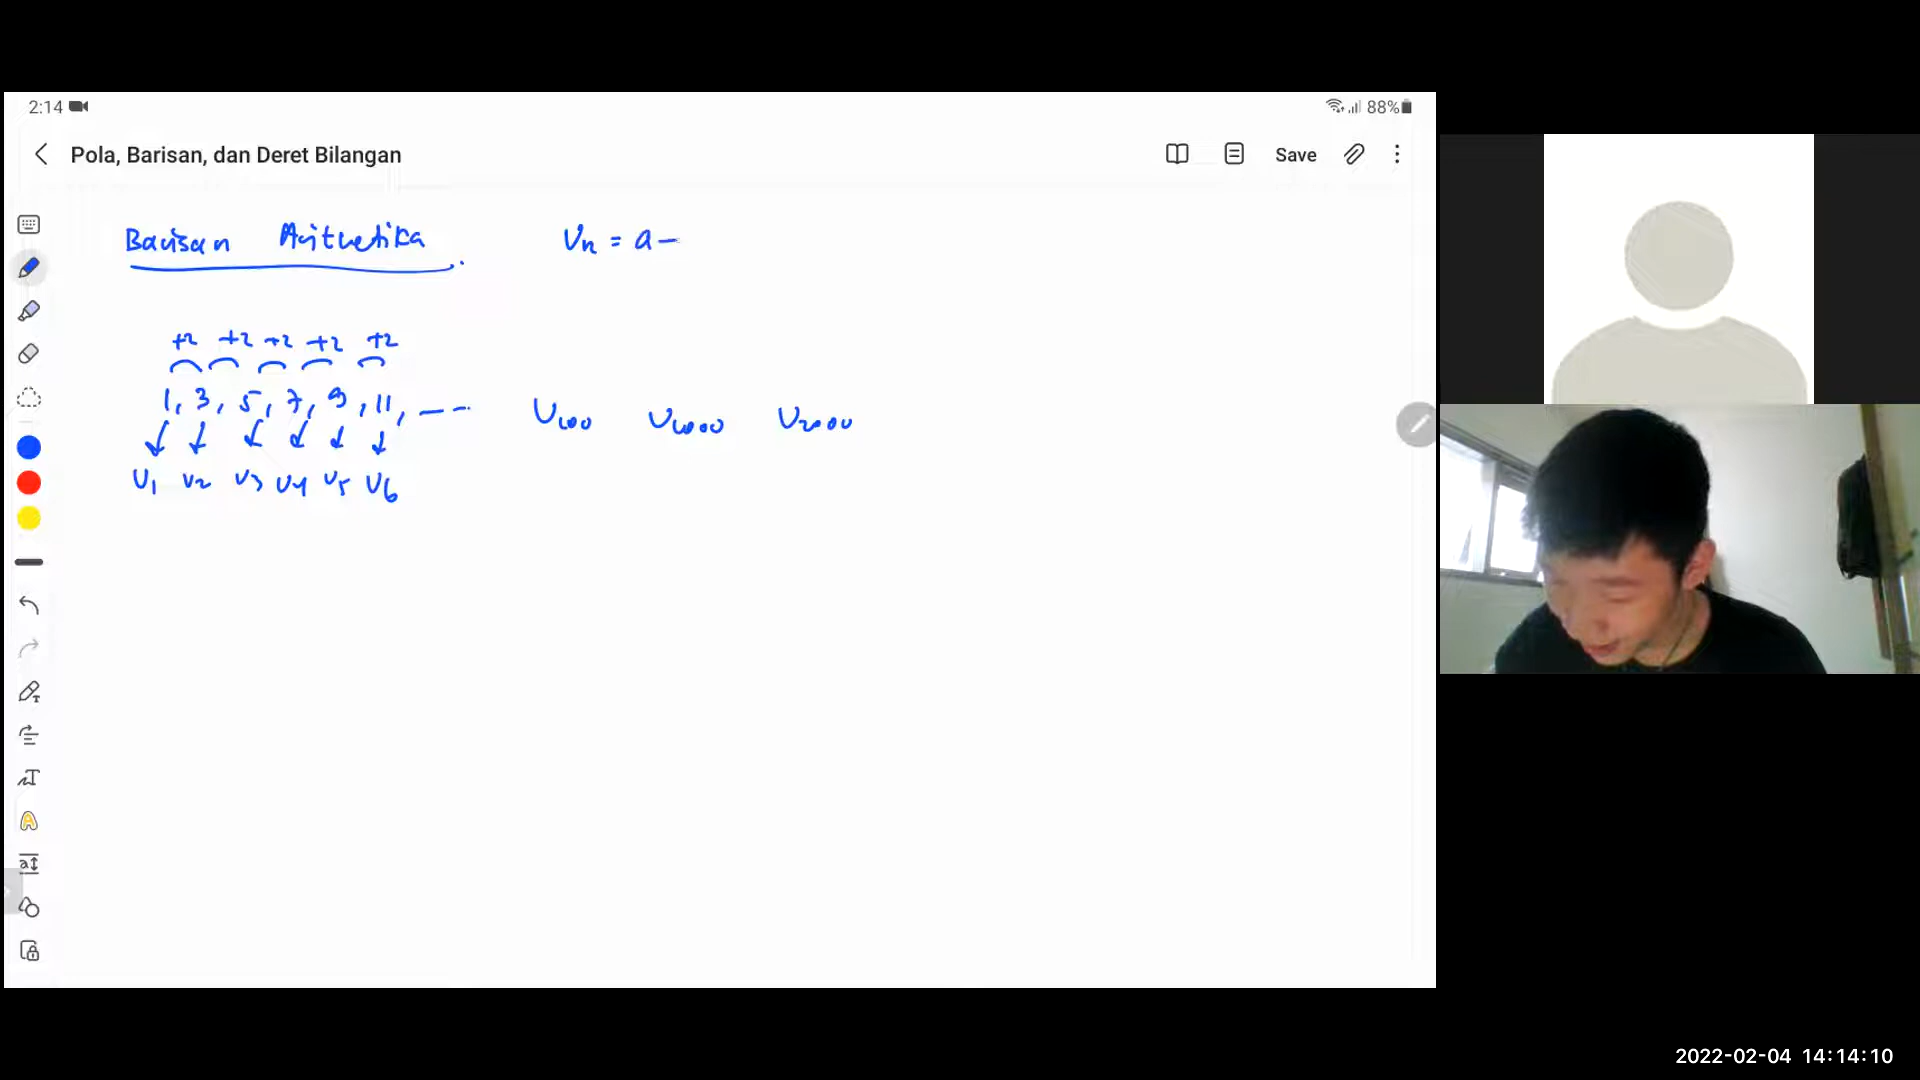 2:14 88%
Pola, Barisan, dan Deret Bilangan Save
Barisan Aritmetika. Un = a –
+2 +2 +2 +2 +2
1, 3, 5, 7, 9, 11, – – U100 U1000 U2000
U1 U2 U3 U4 U5 U6
2022-02-04 14:14:10